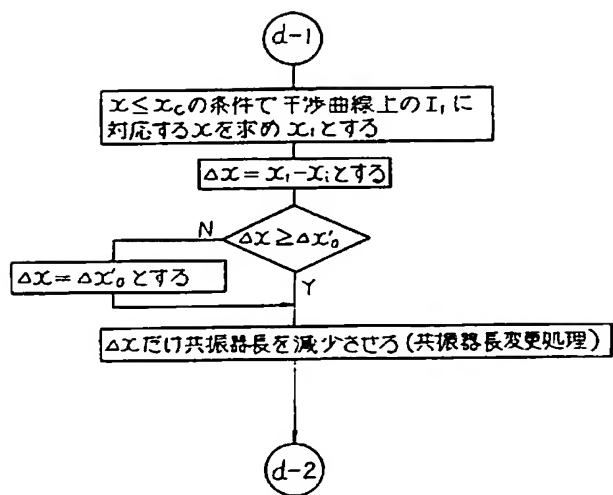 d-1
x≤xcの条件で干渉曲線上のI₁に
対応するxを求めx₁とする
Δx=x₁-xiとする
N
Δx≥Δx'₀
Δx=Δx'₀とする
Y
Δxだけ共振器長を減少させる(共振器長変更処理)
d-2